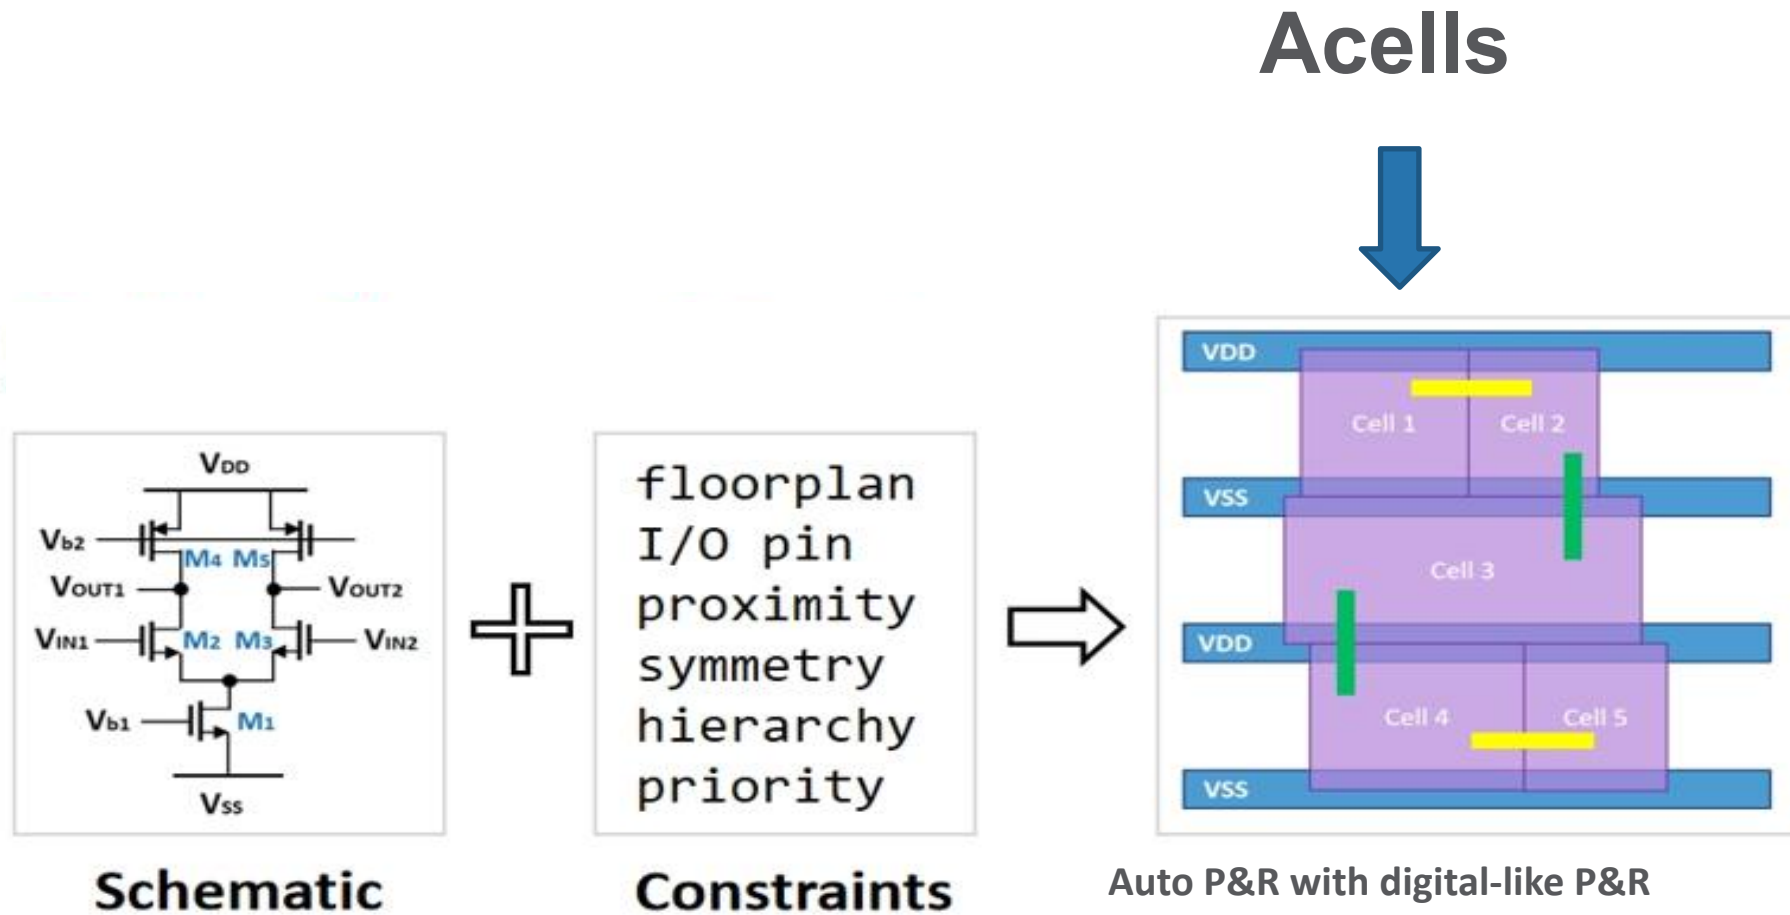 Acells
VDD
Vb2
M4 M5
VOUT1
VOUT2
VIN1
M2 M3
VIN2
Vb1
M1
VSS
Schematic
floorplan
I/O pin
proximity
symmetry
hierarchy
priority
Constraints
VDD
Cell 1
Cell 2
VSS
Cell 3
VDD
Cell 4
Cell 5
VSS
Auto P&R with digital-like P&R